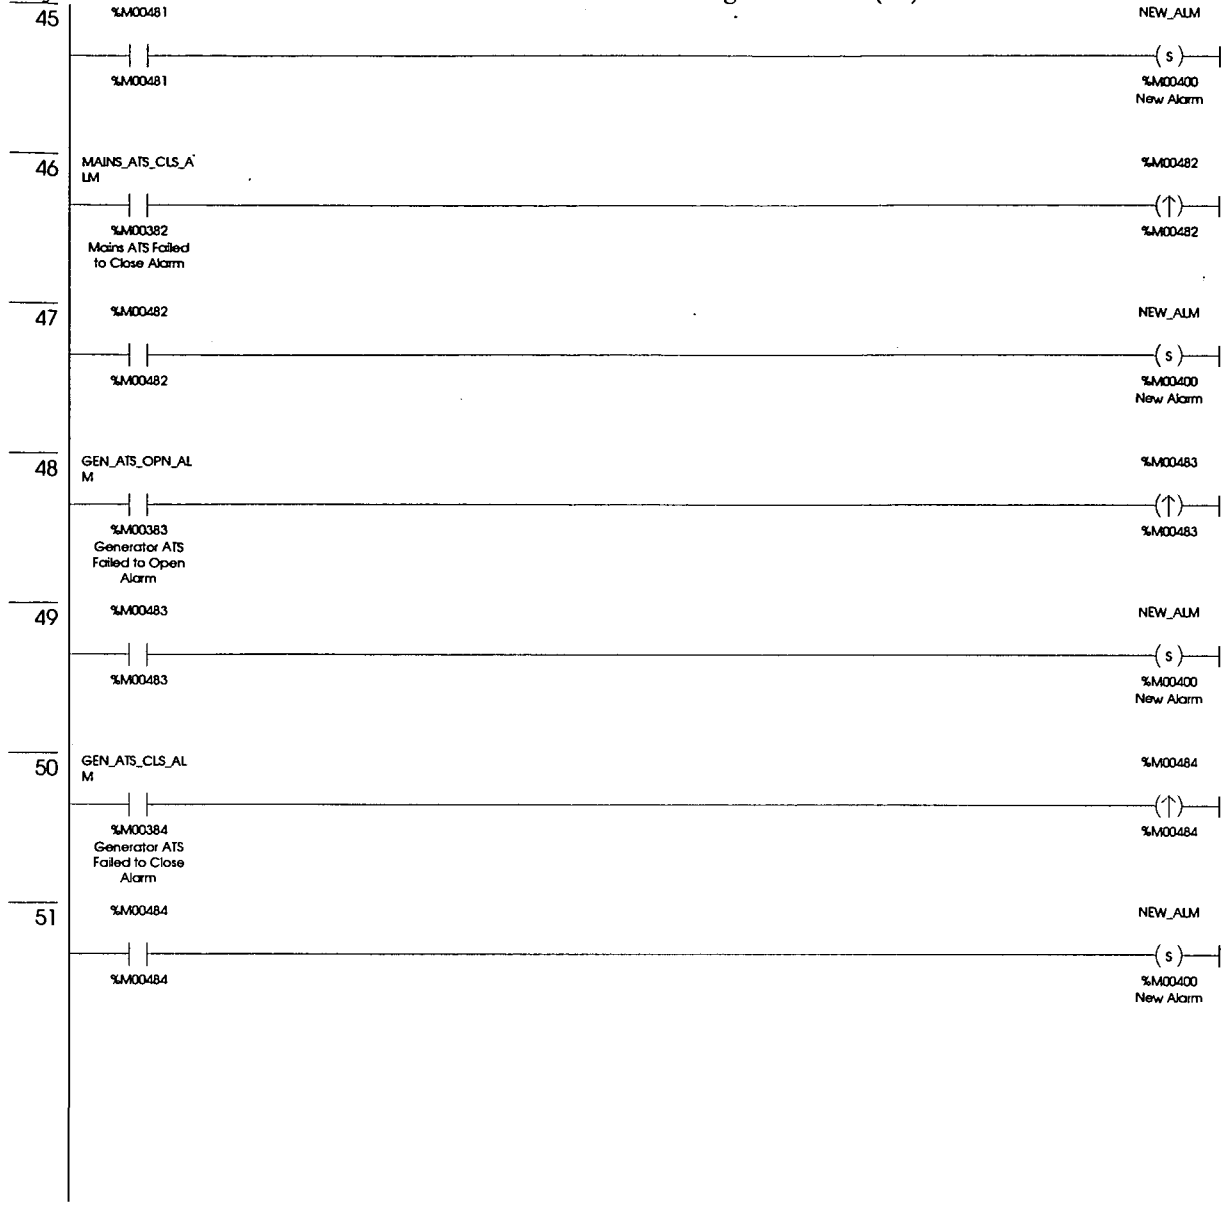 45
%M00481
NEW_ALM
(s)
%M00481
%M00400
New Alarm
46
MAINS_ATS_CLS_A
LM
%M00482
(↑)
%M00382
Mains ATS Failed
to Close Alarm
%M00482
47
%M00482
NEW_ALM
(s)
%M00482
%M00400
New Alarm
48
GEN_ATS_OPN_AL
M
%M00483
(↑)
%M00383
Generator ATS
Failed to Open
Alarm
%M00483
49
%M00483
NEW_ALM
(s)
%M00483
%M00400
New Alarm
50
GEN_ATS_CLS_AL
M
%M00484
(↑)
%M00384
Generator ATS
Failed to Close
Alarm
%M00484
51
%M00484
NEW_ALM
(s)
%M00484
%M00400
New Alarm